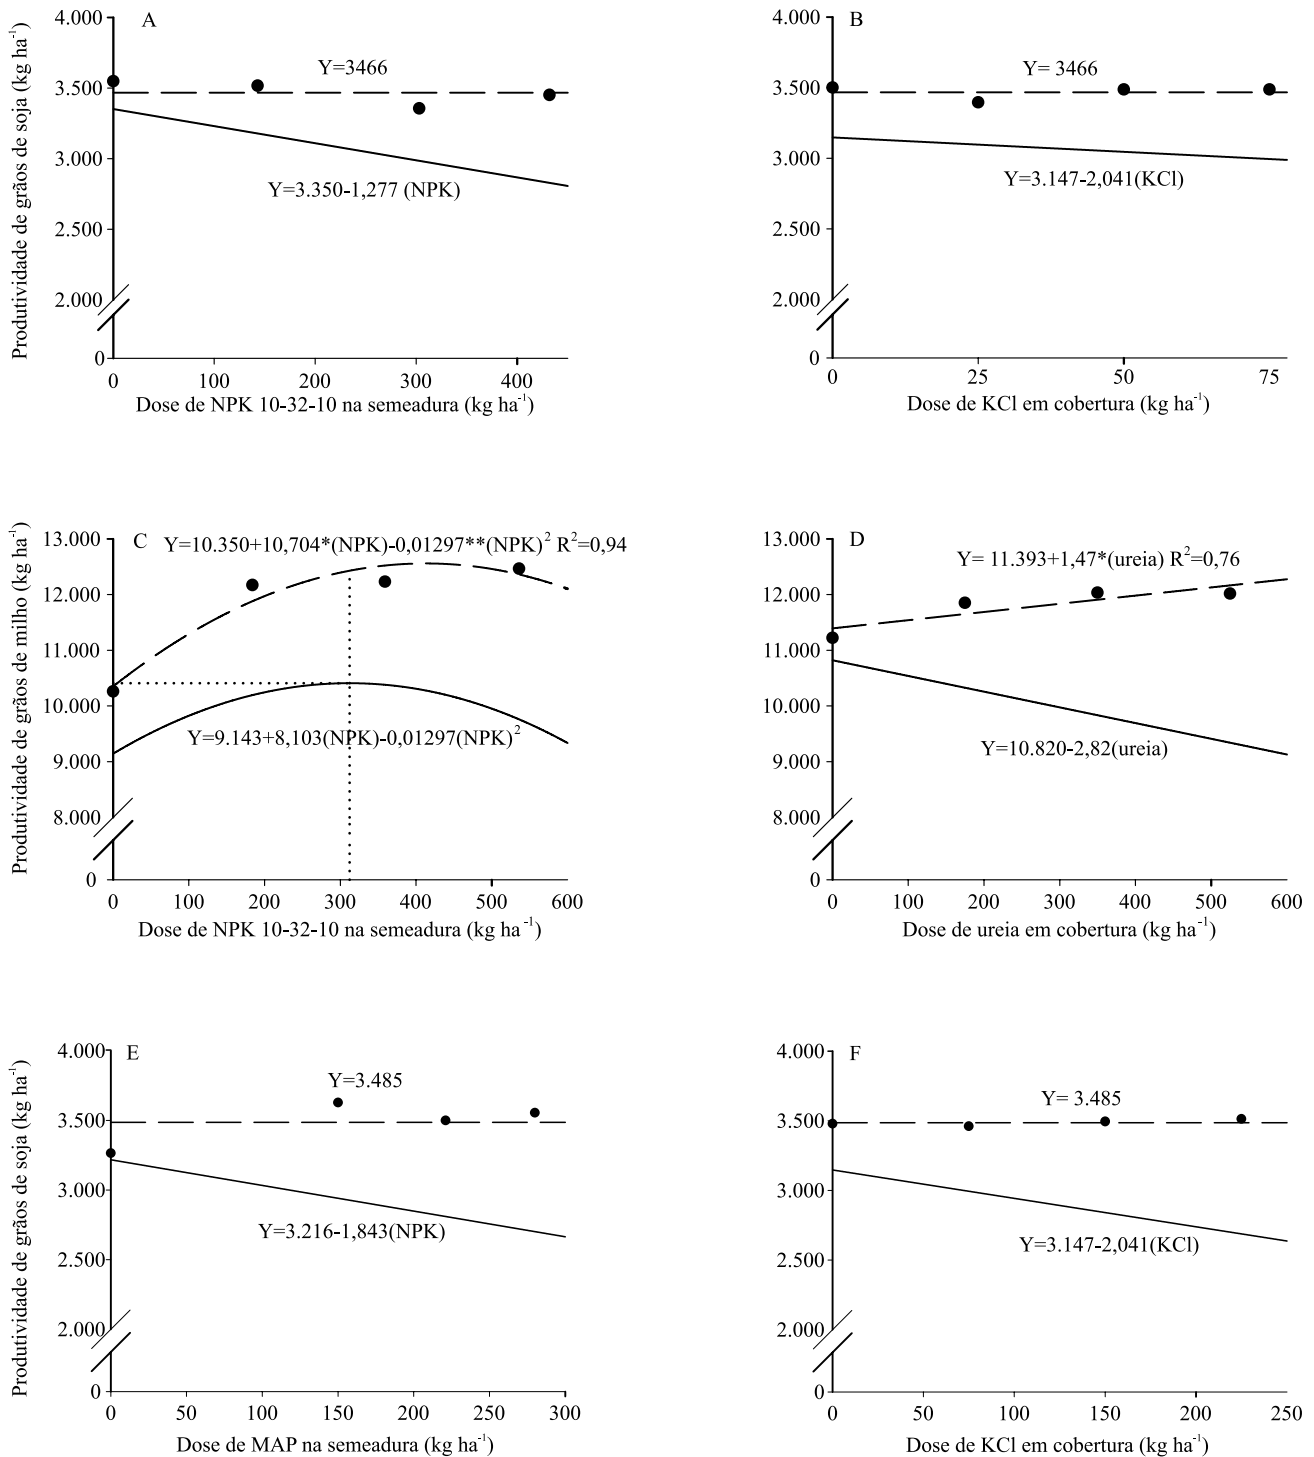 A
Produtividade de grãos de soja (kg ha⁻¹)
4.000
3.500
3.000
2.500
2.000
0
Y=3466
Y=3.350-1,277 (NPK)
0 100 200 300 400
Dose de NPK 10-32-10 na semeadura (kg ha⁻¹)
B
4.000
3.500
3.000
2.500
2.000
0
Y= 3466
Y=3.147-2,041(KCl)
0 25 50 75
Dose de KCl em cobertura (kg ha⁻¹)
C
Produtividade de grãos de milho (kg ha⁻¹)
13.000
12.000
11.000
10.000
9.000
8.000
0
Y=10.350+10,704*(NPK)-0,01297**(NPK)² R²=0,94
Y=9.143+8,103(NPK)-0,01297(NPK)²
0 100 200 300 400 500 600
Dose de NPK 10-32-10 na semeadura (kg ha⁻¹)
D
13.000
12.000
11.000
10.000
9.000
8.000
0
Y= 11.393+1,47*(ureia) R²=0,76
Y=10.820-2,82(ureia)
0 100 200 300 400 500 600
Dose de ureia em cobertura (kg ha⁻¹)
E
Produtividade de grãos de soja (kg ha⁻¹)
4.000
3.500
3.000
2.500
2.000
0
Y=3.485
Y=3.216-1,843(NPK)
0 50 100 150 200 250 300
Dose de MAP na semeadura (kg ha⁻¹)
F
4.000
3.500
3.000
2.500
2.000
0
Y= 3.485
Y=3.147-2,041(KCl)
0 50 100 150 200 250
Dose de KCl em cobertura (kg ha⁻¹)